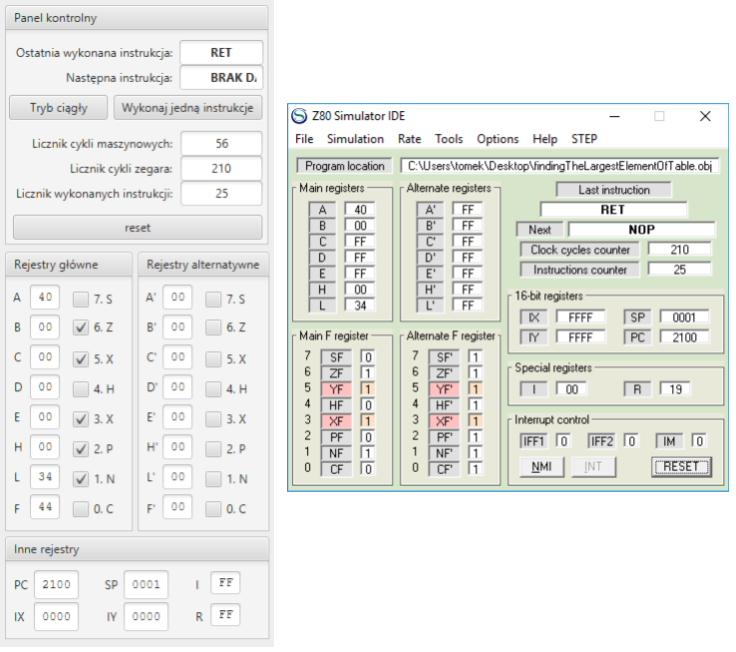 Panel kontrolny
Ostatnia wykonana instrukcja: RET
Następna instrukcja: BRAK D
Tryb ciągły Wykonaj jedną instrukcje
Licznik cykli maszynowych: 56
Licznik cykli zegara: 210
Licznik wykonanych instrukcji: 25
reset
Rejestry główne Rejestry alternatywne
A 40 7. S A' 00 7. S
B 00 6. Z B' 00 6. Z
C 00 5. X C' 00 5. X
D 00 4. H D' 00 4. H
E 00 3. X E' 00 3. X
H 00 2. P H' 00 2. P
L 34 1. N L' 00 1. N
F 44 0. C F' 00 0. C
Inne rejestry
PC 2100 SP 0001 I FF
IX 0000 IY 0000 R FF
Z80 Simulator IDE
File Simulation Rate Tools Options Help STEP
Program location C:\Users\tomek\Desktop\findingTheLargestElementOfTable.obj
Main registers
A 40
B 00
C FF
D FF
E FF
H 00
L 34
Alternate registers
A' FF
B' FF
C' FF
D' FF
E' FF
H' FF
L' FF
Last instruction
RET
Next NOP
Clock cycles counter 210
Instructions counter 25
16-bit registers
IX FFFF SP 0001
IY FFFF PC 2100
Main F register
7 SF 0
6 ZF 1
5 YF 1
4 HF 0
3 XF 1
2 PF 0
1 NF 1
0 CF 0
Alternate F register
7 SF' 1
6 ZF' 1
5 YF' 1
4 HF' 1
3 XF' 1
2 PF' 1
1 NF' 1
0 CF' 1
Special registers
I 00 R 19
Interrupt control
IFF1 0 IFF2 0 IM 0
NMI INT RESET